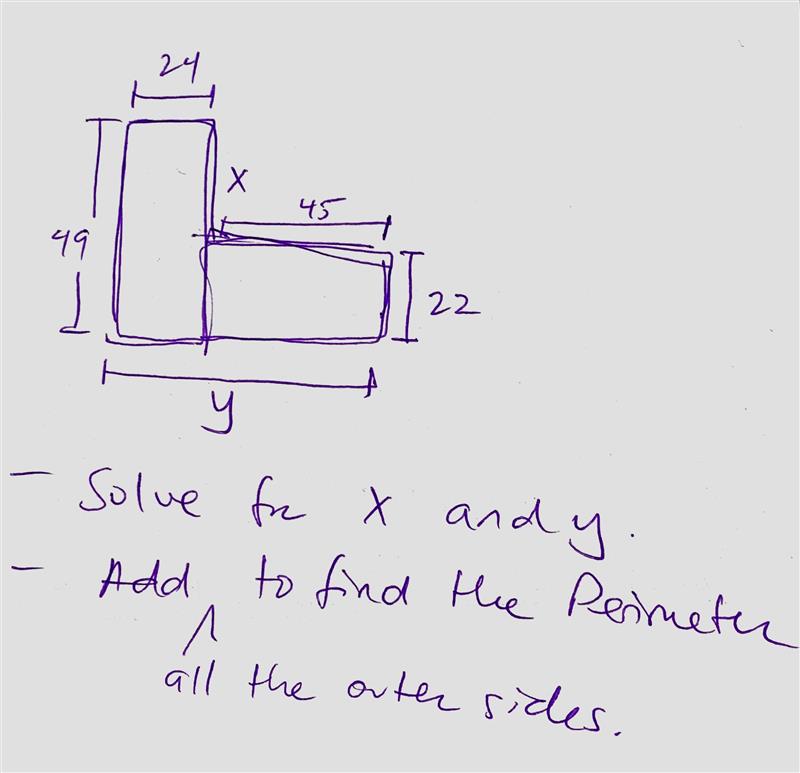 24
X
45
49
22
y
- Solve for X and y.
- Add to find the Perimeter
all the outer sides.